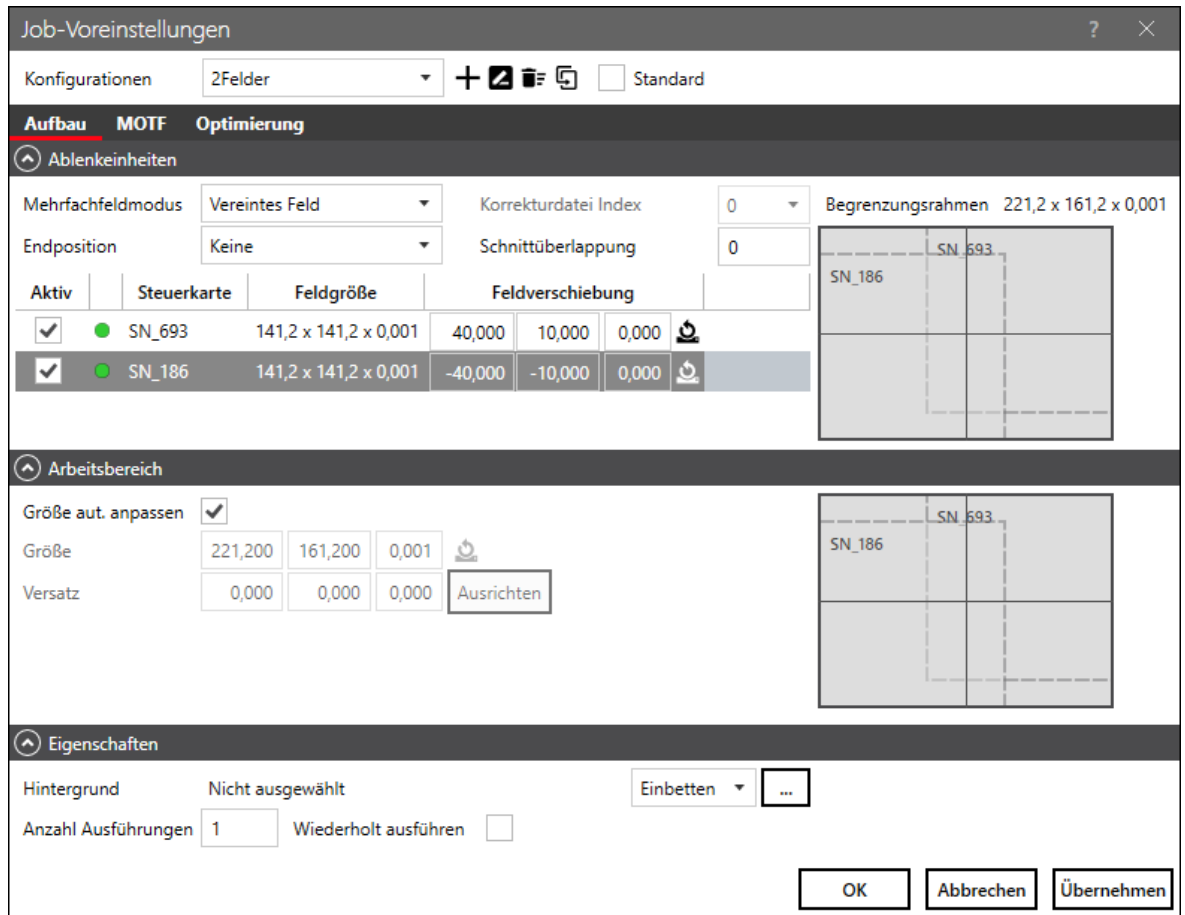 Job-Voreinstellungen ?
Konfigurationen 2Felder Standard
Aufbau MOTF Optimierung
Ablenkeinheiten
Mehrfachfeldmodus Vereintes Feld Korrekturdatei Index 0 Begrenzungsrahmen 221,2 x 161,2 x 0,001
Endposition Keine Schnittüberlappung 0
SN_693
SN_186
Aktiv Steuerkarte Feldgröße Feldverschiebung
SN_693 141,2 x 141,2 x 0,001 40,000 10,000 0,000
SN_186 141,2 x 141,2 x 0,001 -40,000 -10,000 0,000
Arbeitsbereich
Größe aut. anpassen
SN_693
SN_186
Größe 221,200 161,200 0,001
Versatz 0,000 0,000 0,000 Ausrichten
Eigenschaften
Hintergrund Nicht ausgewählt Einbetten ...
Anzahl Ausführungen 1 Wiederholt ausführen
OK Abbrechen Übernehmen